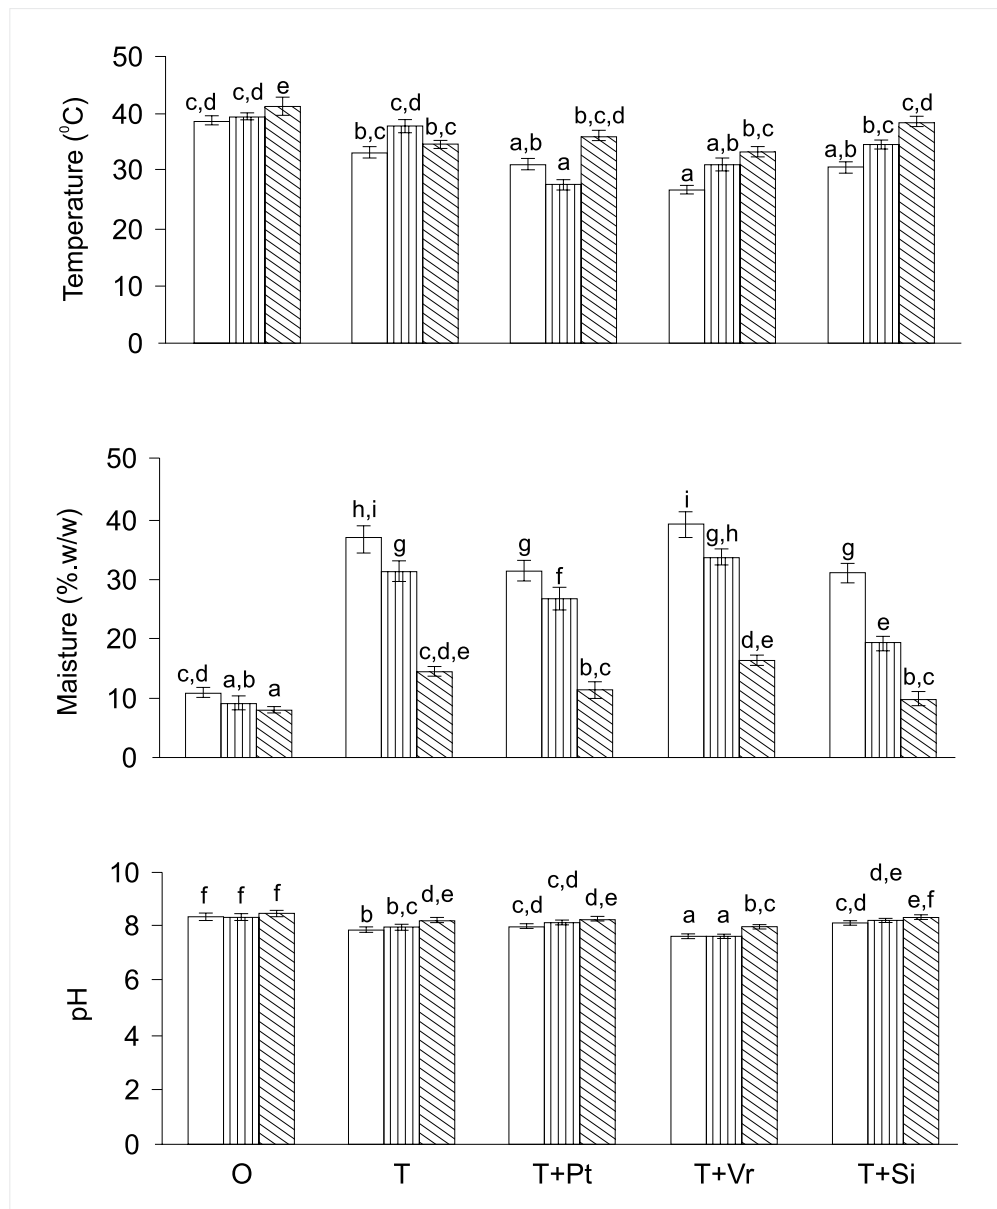 50
40
30
20
10
0
Temperature (⁰C)
c,d c,d e
b,c c,d b,c
a,b a b,c,d
a a,b b,c
a,b b,c c,d
50
40
30
20
10
0
Maisture (%.w/w)
c,d a,b a
h,i g c,d,e
g f b,c
i g,h d,e
g e b,c
10
8
6
4
2
0
pH
f f f
b b,c d,e
c,d c,d d,e
a a b,c
c,d d,e e,f
O T T+Pt T+Vr T+Si